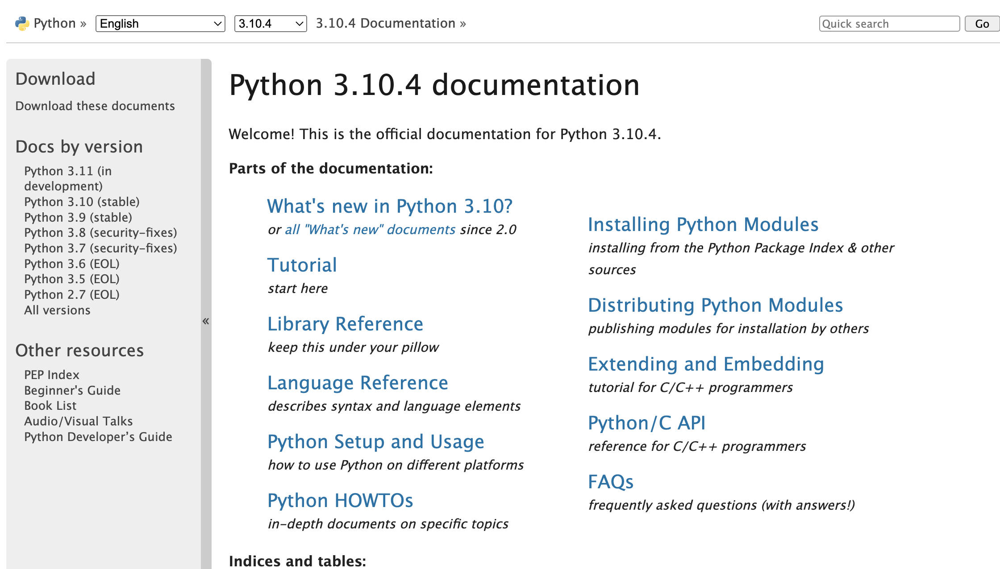 Python » English 3.10.4 3.10.4 Documentation » Quick search Go
Download
Download these documents
Docs by version
Python 3.11 (in
development)
Python 3.10 (stable)
Python 3.9 (stable)
Python 3.8 (security-fixes)
Python 3.7 (security-fixes)
Python 3.6 (EOL)
Python 3.5 (EOL)
Python 2.7 (EOL)
All versions
«
Other resources
PEP Index
Beginner's Guide
Book List
Audio/Visual Talks
Python Developer’s Guide
Python 3.10.4 documentation
Welcome! This is the official documentation for Python 3.10.4.
Parts of the documentation:
What's new in Python 3.10?
or all "What's new" documents since 2.0
Tutorial
start here
Library Reference
keep this under your pillow
Language Reference
describes syntax and language elements
Python Setup and Usage
how to use Python on different platforms
Python HOWTOs
in-depth documents on specific topics
Installing Python Modules
installing from the Python Package Index & other
sources
Distributing Python Modules
publishing modules for installation by others
Extending and Embedding
tutorial for C/C++ programmers
Python/C API
reference for C/C++ programmers
FAQs
frequently asked questions (with answers!)
Indices and tables: